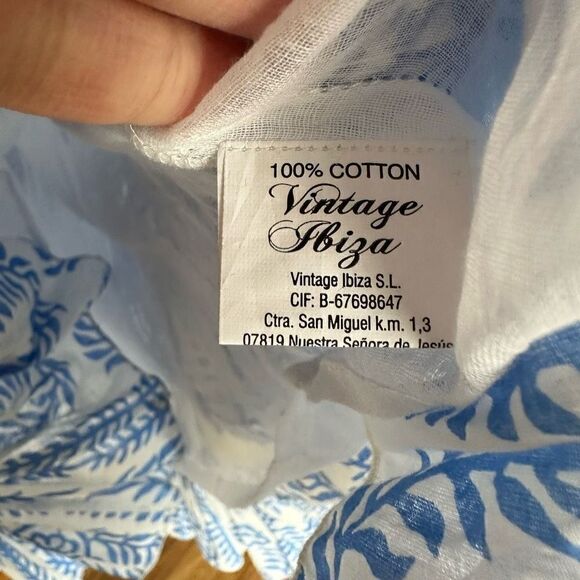 100% COTTON
Vintage
Ibiza
Vintage Ibiza S.L.
CIF: B-67698647
Ctra. San Miguel k.m. 1,3
07819 Nuestra Señora de Jesús